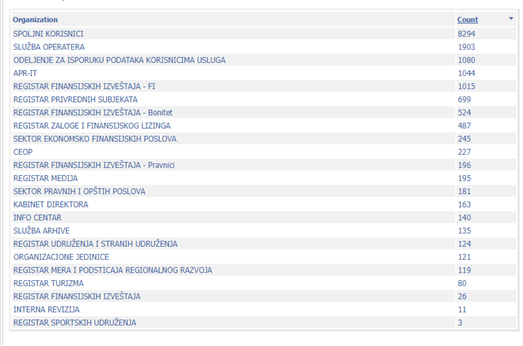 Organization Count
SPOLJNI KORISNICI 8294
SLUŽBA OPERATERA 1903
ODELJENJE ZA ISPORUKU PODATAKA KORISNICIMA USLUGA 1080
APR-IT 1044
REGISTAR FINANSIJSKIH IZVEŠTAJA - FI 1015
REGISTAR PRIVREDNIH SUBJEKATA 699
REGISTAR FINANSIJSKIH IZVEŠTAJA - Bonitet 524
REGISTAR ZALOGE I FINANSIJSKOG LIZINGA 487
SEKTOR EKONOMSKO FINANSIJSKIH POSLOVA 245
CEOP 227
REGISTAR FINANSIJSKIH IZVEŠTAJA - Pravnici 196
REGISTAR MEDIJA 195
SEKTOR PRAVNIH I OPŠTIH POSLOVA 181
KABINET DIREKTORA 163
INFO CENTAR 140
SLUŽBA ARHIVE 135
REGISTAR UDRUŽENJA I STRANIH UDRUŽENJA 124
ORGANIZACIONE JEDINICE 121
REGISTAR MERA I PODSTICAJA REGIONALNOG RAZVOJA 119
REGISTAR TURIZMA 80
REGISTAR FINANSIJSKIH IZVEŠTAJA 26
INTERNA REVIZIJA 11
REGISTAR SPORTSKIH UDRUŽENJA 3